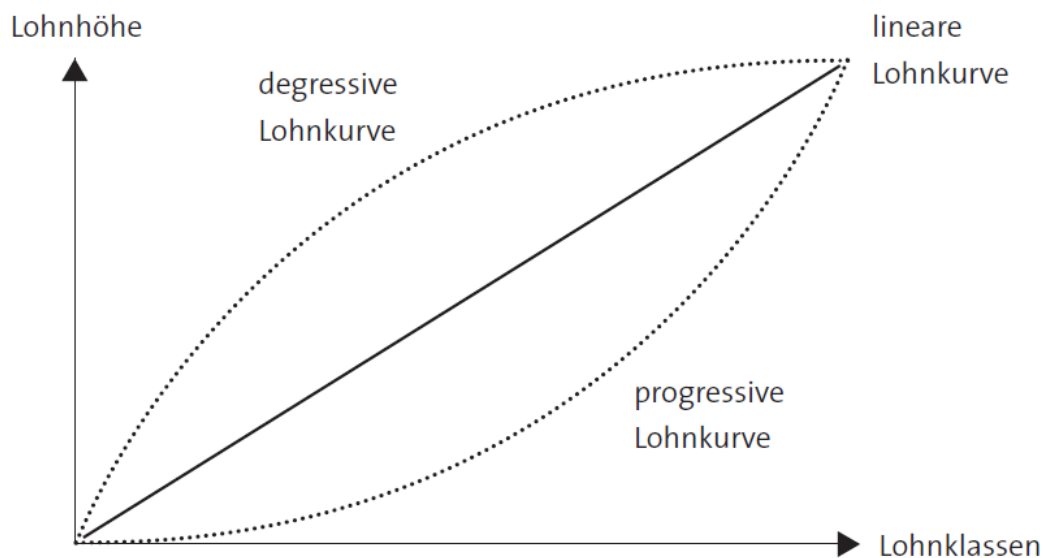 Lohnhöhe
degressive
Lohnkurve
lineare
Lohnkurve
progressive
Lohnkurve
Lohnklassen